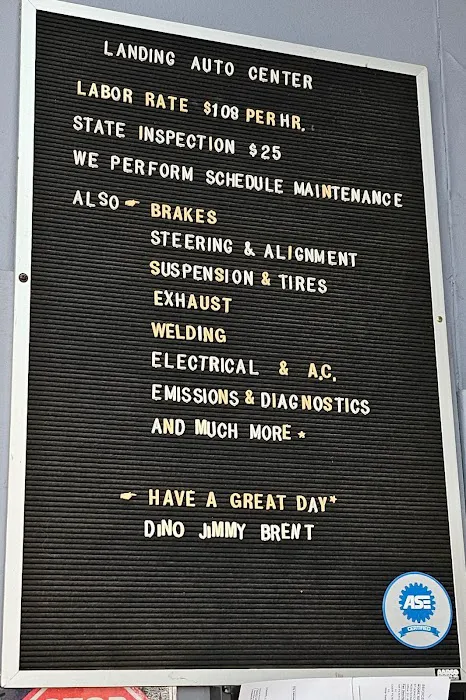 LANDING AUTO CENTER
LABOR RATE $108 PER HR.
STATE INSPECTION $25
WE PERFORM SCHEDULE MAINTENANCE
ALSO ☛ BRAKES
STEERING & ALIGNMENT
SUSPENSION & TIRES
EXHAUST
WELDING
ELECTRICAL & A.C.
EMISSIONS & DIAGNOSTICS
AND MUCH MORE *
☛ HAVE A GREAT DAY*
DINO JiMMY BRENT
ASE
CERTIFIED